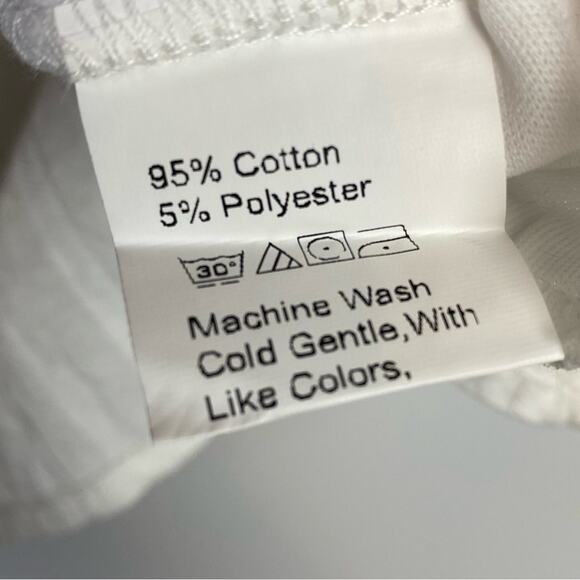 95% Cotton
5% Polyester
30°
Machine Wash
Cold Gentle,With
Like Colors,